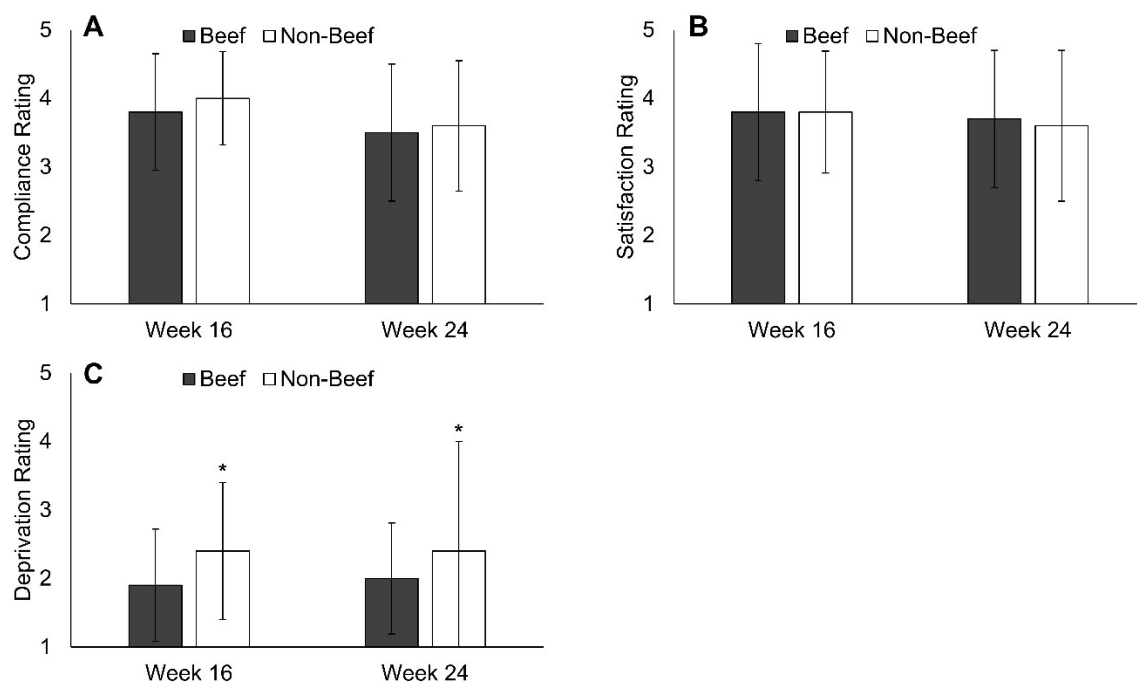 A
Beef Non-Beef
Compliance Rating
5
4
3
2
1
Week 16 Week 24
B
Beef Non-Beef
Satisfaction Rating
5
4
3
2
1
Week 16 Week 24
C
Beef Non-Beef
Deprivation Rating
5
4
3
2
1
* *
Week 16 Week 24